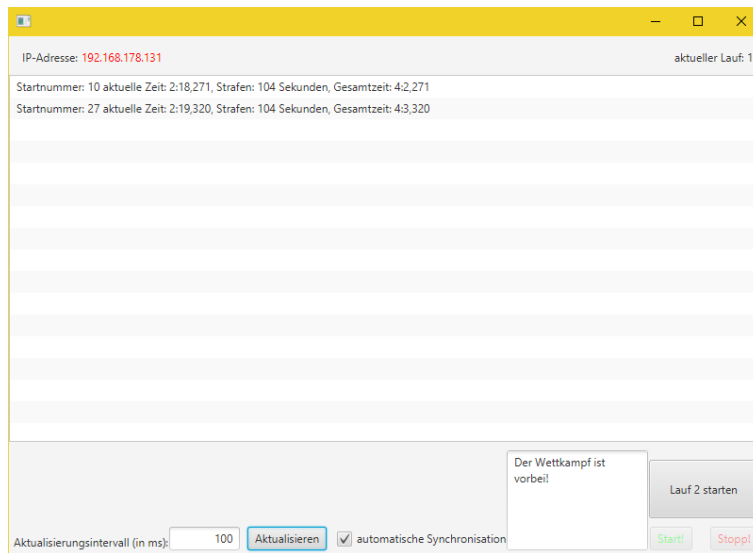 IP-Adresse: 192.168.178.131
aktueller Lauf: 1
Startnummer: 10 aktuelle Zeit: 2:18,271, Strafen: 104 Sekunden, Gesamtzeit: 4:2,271
Startnummer: 27 aktuelle Zeit: 2:19,320, Strafen: 104 Sekunden, Gesamtzeit: 4:3,320
Der Wettkampf ist
vorbei!
Lauf 2 starten
Aktualisierungsintervall (in ms): 100 Aktualisieren automatische Synchronisation
Start! Stopp!